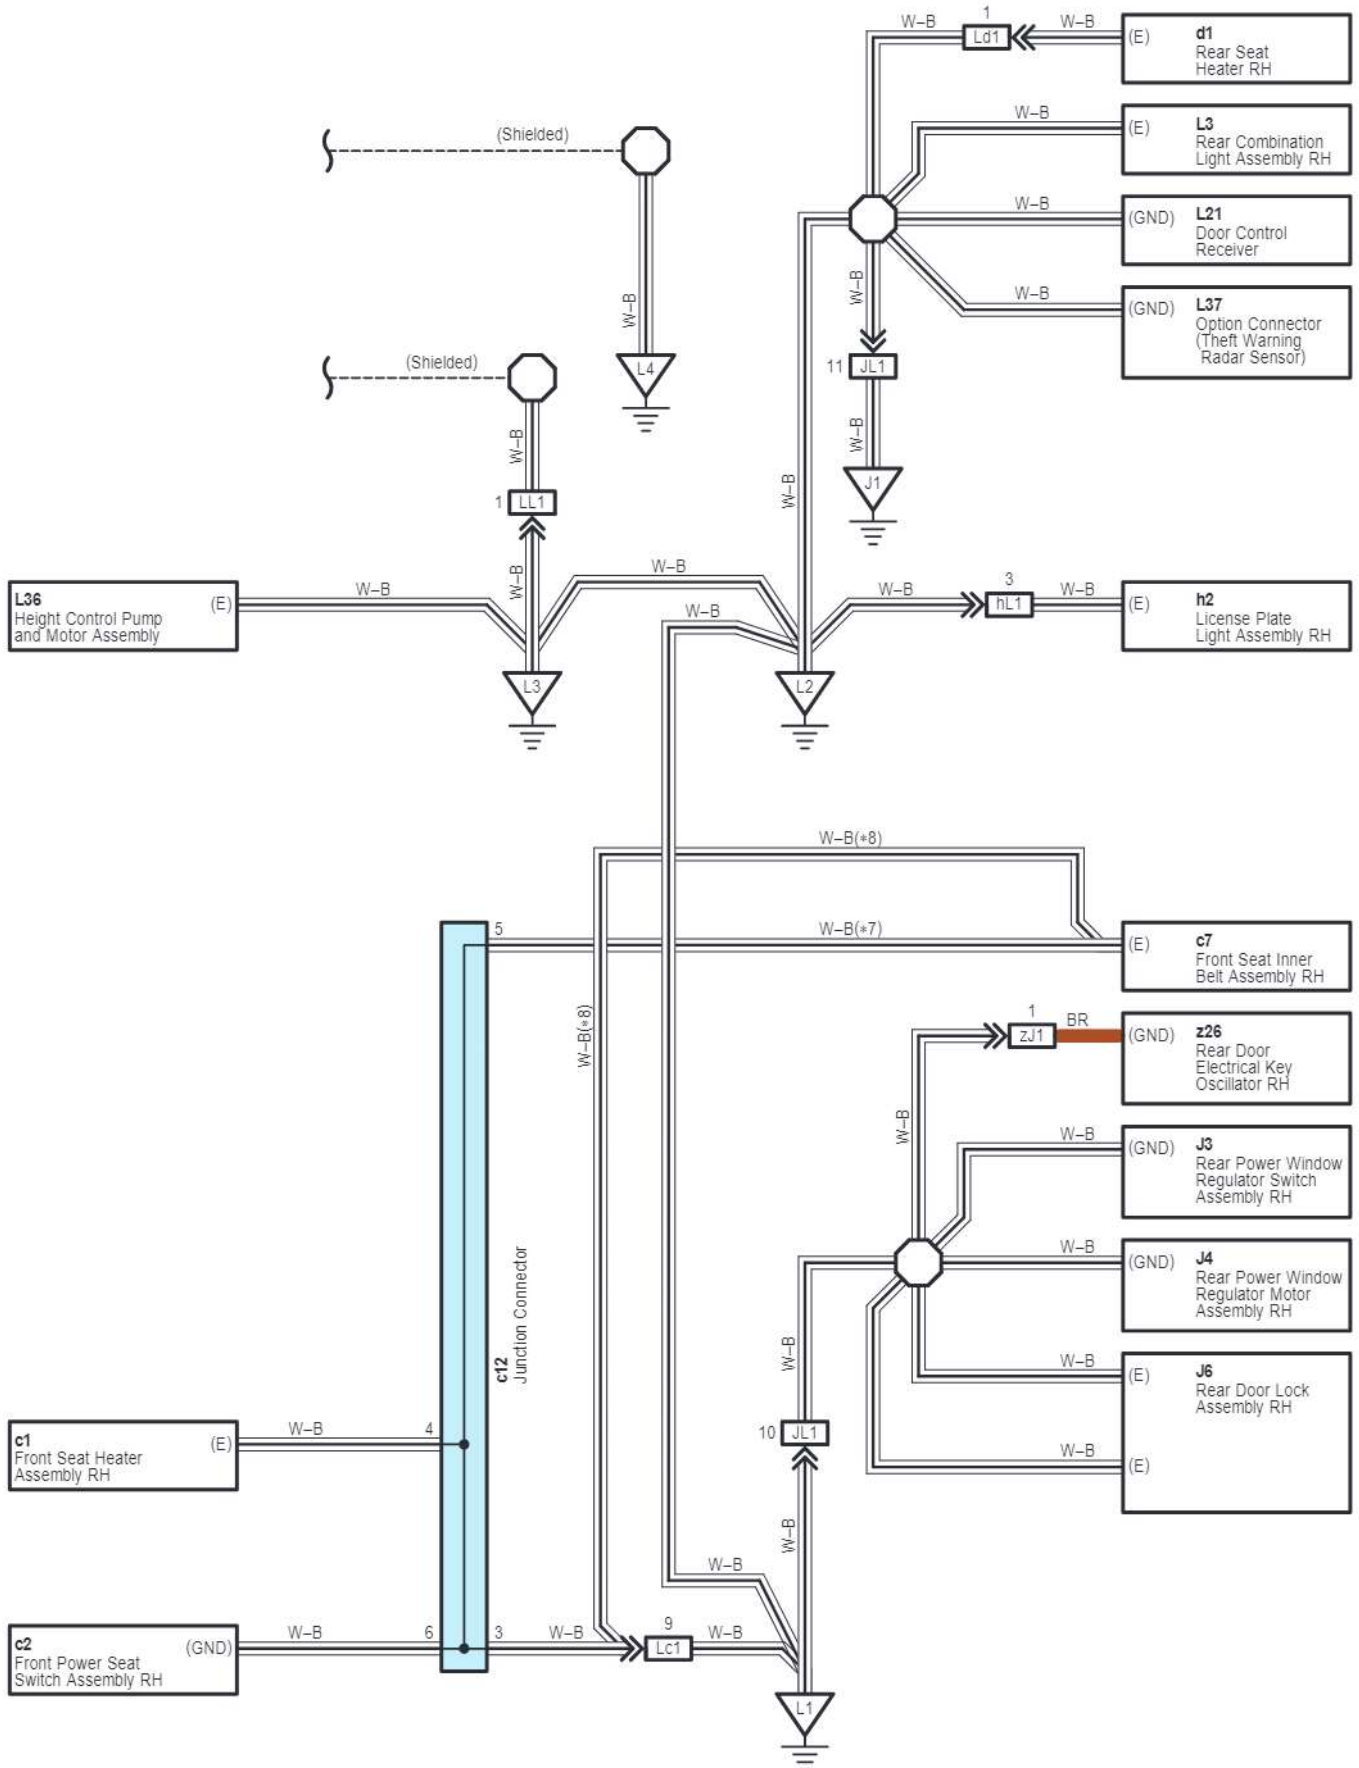 1
W–B
Ld1
W–B
(E)
d1
Rear Seat
Heater RH
W–B
(E)
L3
Rear Combination
Light Assembly RH
(Shielded)
W–B
(GND)
L21
Door Control
Receiver
W–B
W–B
W–B
(GND)
L37
Option Connector
(Theft Warning
Radar Sensor)
(Shielded)
L4
11
JL1
W–B
W–B
J1
W–B
1
LL1
W–B
L36
Height Control Pump
and Motor Assembly
(E)
W–B
W–B
W–B
W–B
3
hL1
W–B
(E)
h2
License Plate
Light Assembly RH
L3
L2
W–B(*8)
5
W–B(*7)
(E)
c7
Front Seat Inner
Belt Assembly RH
W–B(*8)
1
zJ1
BR
(GND)
z26
Rear Door
Electrical Key
Oscillator RH
W–B
W–B
(GND)
J3
Rear Power Window
Regulator Switch
Assembly RH
W–B
(GND)
J4
Rear Power Window
Regulator Motor
Assembly RH
c12
Junction Connector
W–B
W–B
(E)
J6
Rear Door Lock
Assembly RH
W–B
(E)
c1
Front Seat Heater
Assembly RH
(E)
W–B
4
10
JL1
W–B
W–B
c2
Front Power Seat
Switch Assembly RH
(GND)
W–B
6
3
W–B
9
Lc1
W–B
L1